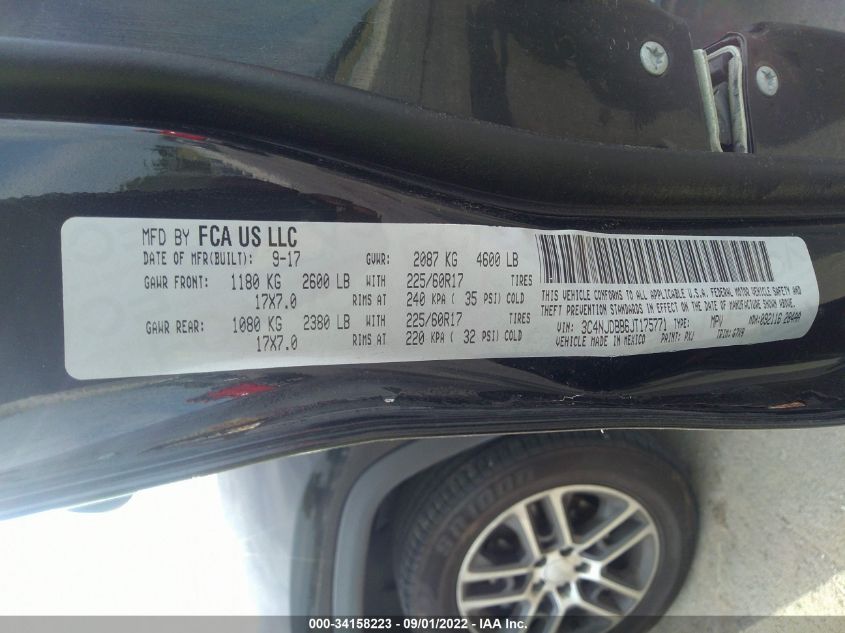 MFD BY FCA US LLC
DATE OF MFR(BUILT): 9-17 GVWR: 2087 KG 4600 LB
GAWR FRONT: 1180 KG 2600 LB WITH 225/60R17 TIRES
17X7.0 RIMS AT 240 KPA ( 35 PSI) COLD
GAWR REAR: 1080 KG 2380 LB WITH 225/60R17 TIRES
17X7.0 RIMS AT 220 KPA ( 32 PSI) COLD
THIS VEHICLE CONFORMS TO ALL APPLICABLE U.S.A. FEDERAL MOTOR VEHICLE SAFETY AND
THEFT PREVENTION STANDARDS IN EFFECT ON THE DATE OF MANUFACTURE SHOWN ABOVE
VIN: 3C4NJDBB6JT175771 TYPE: MPV MDH:092116 284AA
VEHICLE MADE IN MEXICO PAINT: PXJ TRIM:
000-34158223 - 09/01/2022 - IAA Inc.